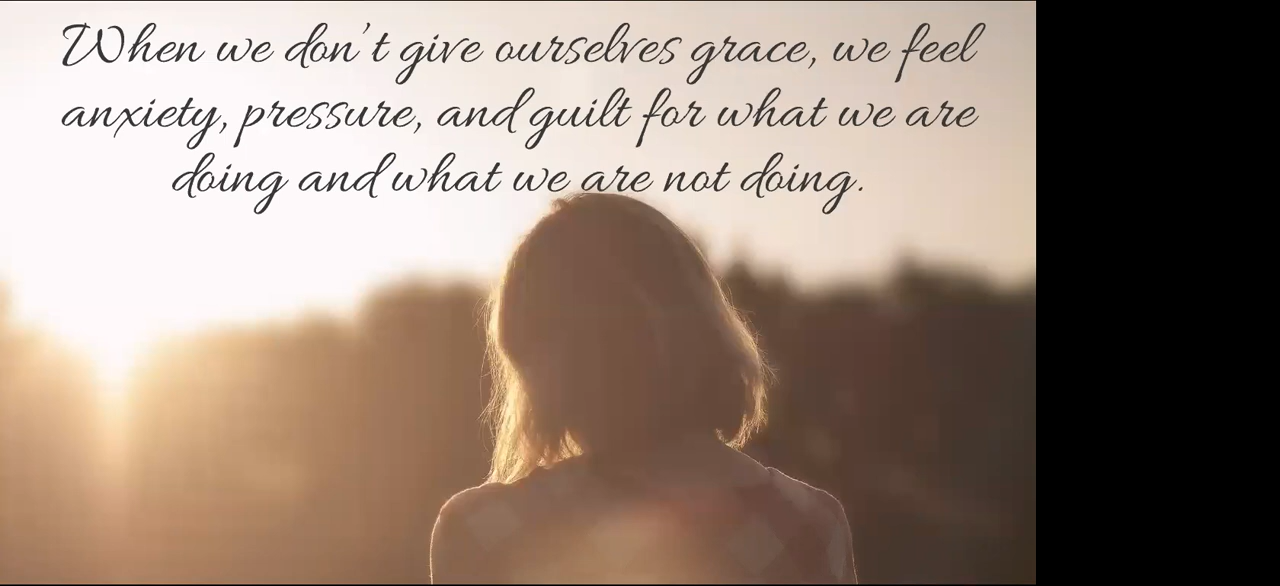 When we don't give ourselves grace, we feel
anxiety, pressure, and guilt for what we are
doing and what we are not doing.